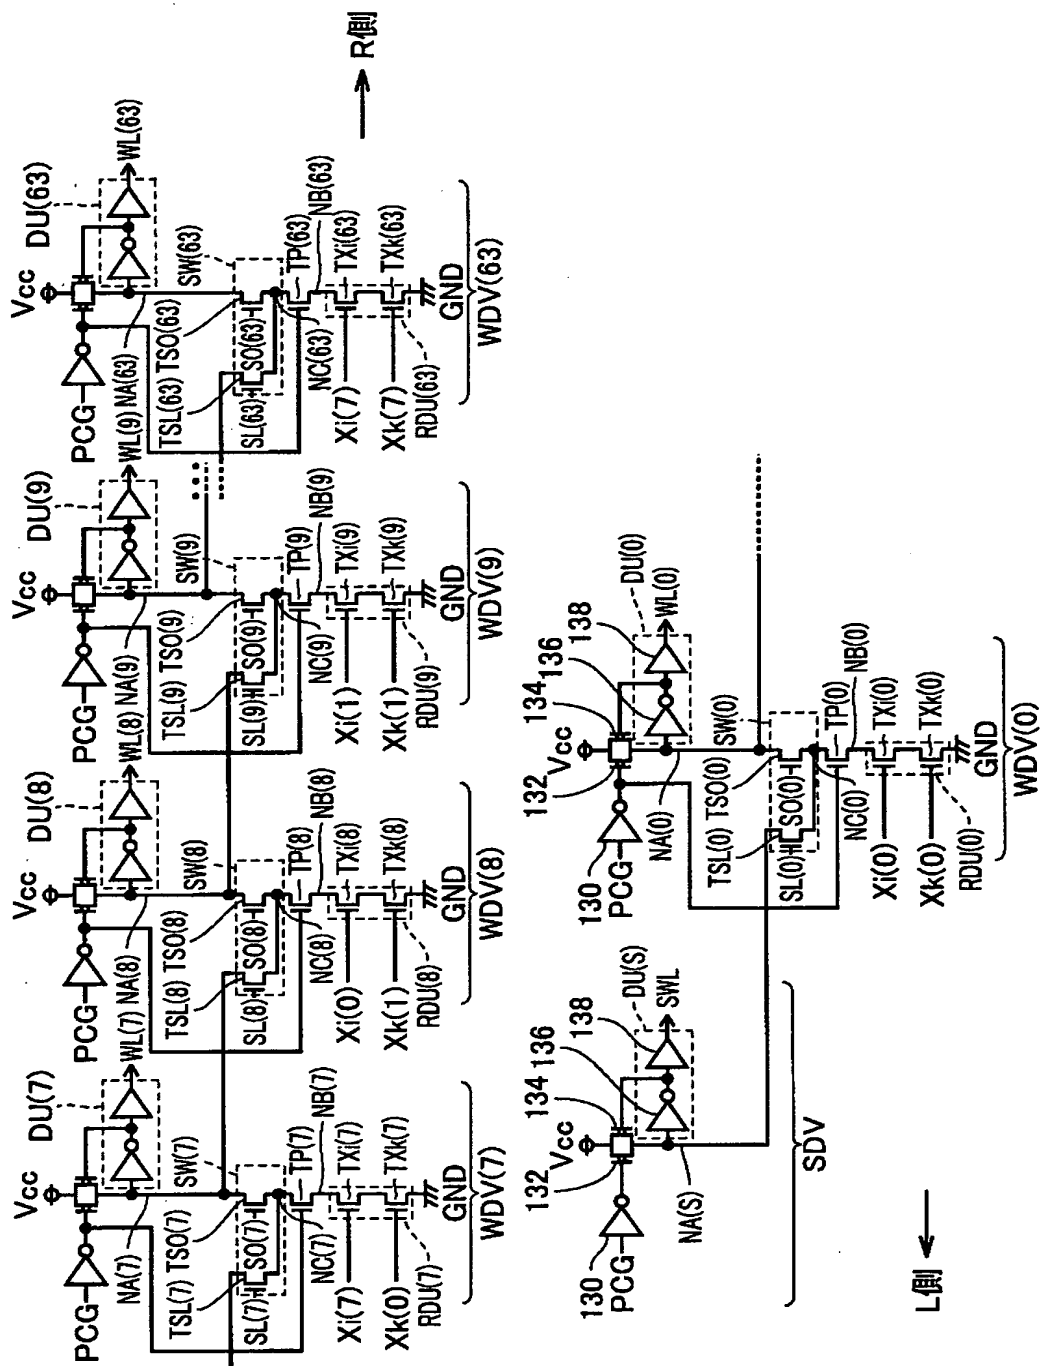 → R側
Vcc
PCG
DU(7)
WL(7)
NA(7)
SW(7)
TSO(7)
TSL(7)
SO(7)
SL(7)
TP(7)
NB(7)
NC(7)
TXi(7)
Xi(7)
TXk(7)
Xk(0)
RDU(7)
GND
WDV(7)
Vcc
PCG
DU(8)
WL(8)
NA(8)
SW(8)
TSO(8)
TSL(8)
SO(8)
SL(8)
TP(8)
NB(8)
NC(8)
TXi(8)
Xi(0)
TXk(8)
Xk(1)
RDU(8)
GND
WDV(8)
Vcc
PCG
DU(9)
WL(9)
NA(9)
SW(9)
TSO(9)
TSL(9)
SO(9)
SL(9)
TP(9)
NB(9)
NC(9)
TXi(9)
Xi(1)
TXk(9)
Xk(1)
RDU(9)
GND
WDV(9)
Vcc
PCG
DU(63)
WL(63)
NA(63)
SW(63)
TSO(63)
TSL(63)
SO(63)
SL(63)
TP(63)
NB(63)
NC(63)
TXi(63)
Xi(7)
TXk(63)
Xk(7)
RDU(63)
GND
WDV(63)
132
Vcc
134
136
138
130
PCG
DU(S)
SWL
NA(S)
SDV
132
Vcc
134
136
138
130
PCG
DU(0)
WL(0)
NA(0)
SW(0)
TSO(0)
TSL(0)
SO(0)
SL(0)
TP(0)
NB(0)
NC(0)
TXi(0)
Xi(0)
TXk(0)
Xk(0)
RDU(0)
GND
WDV(0)
L側 ←